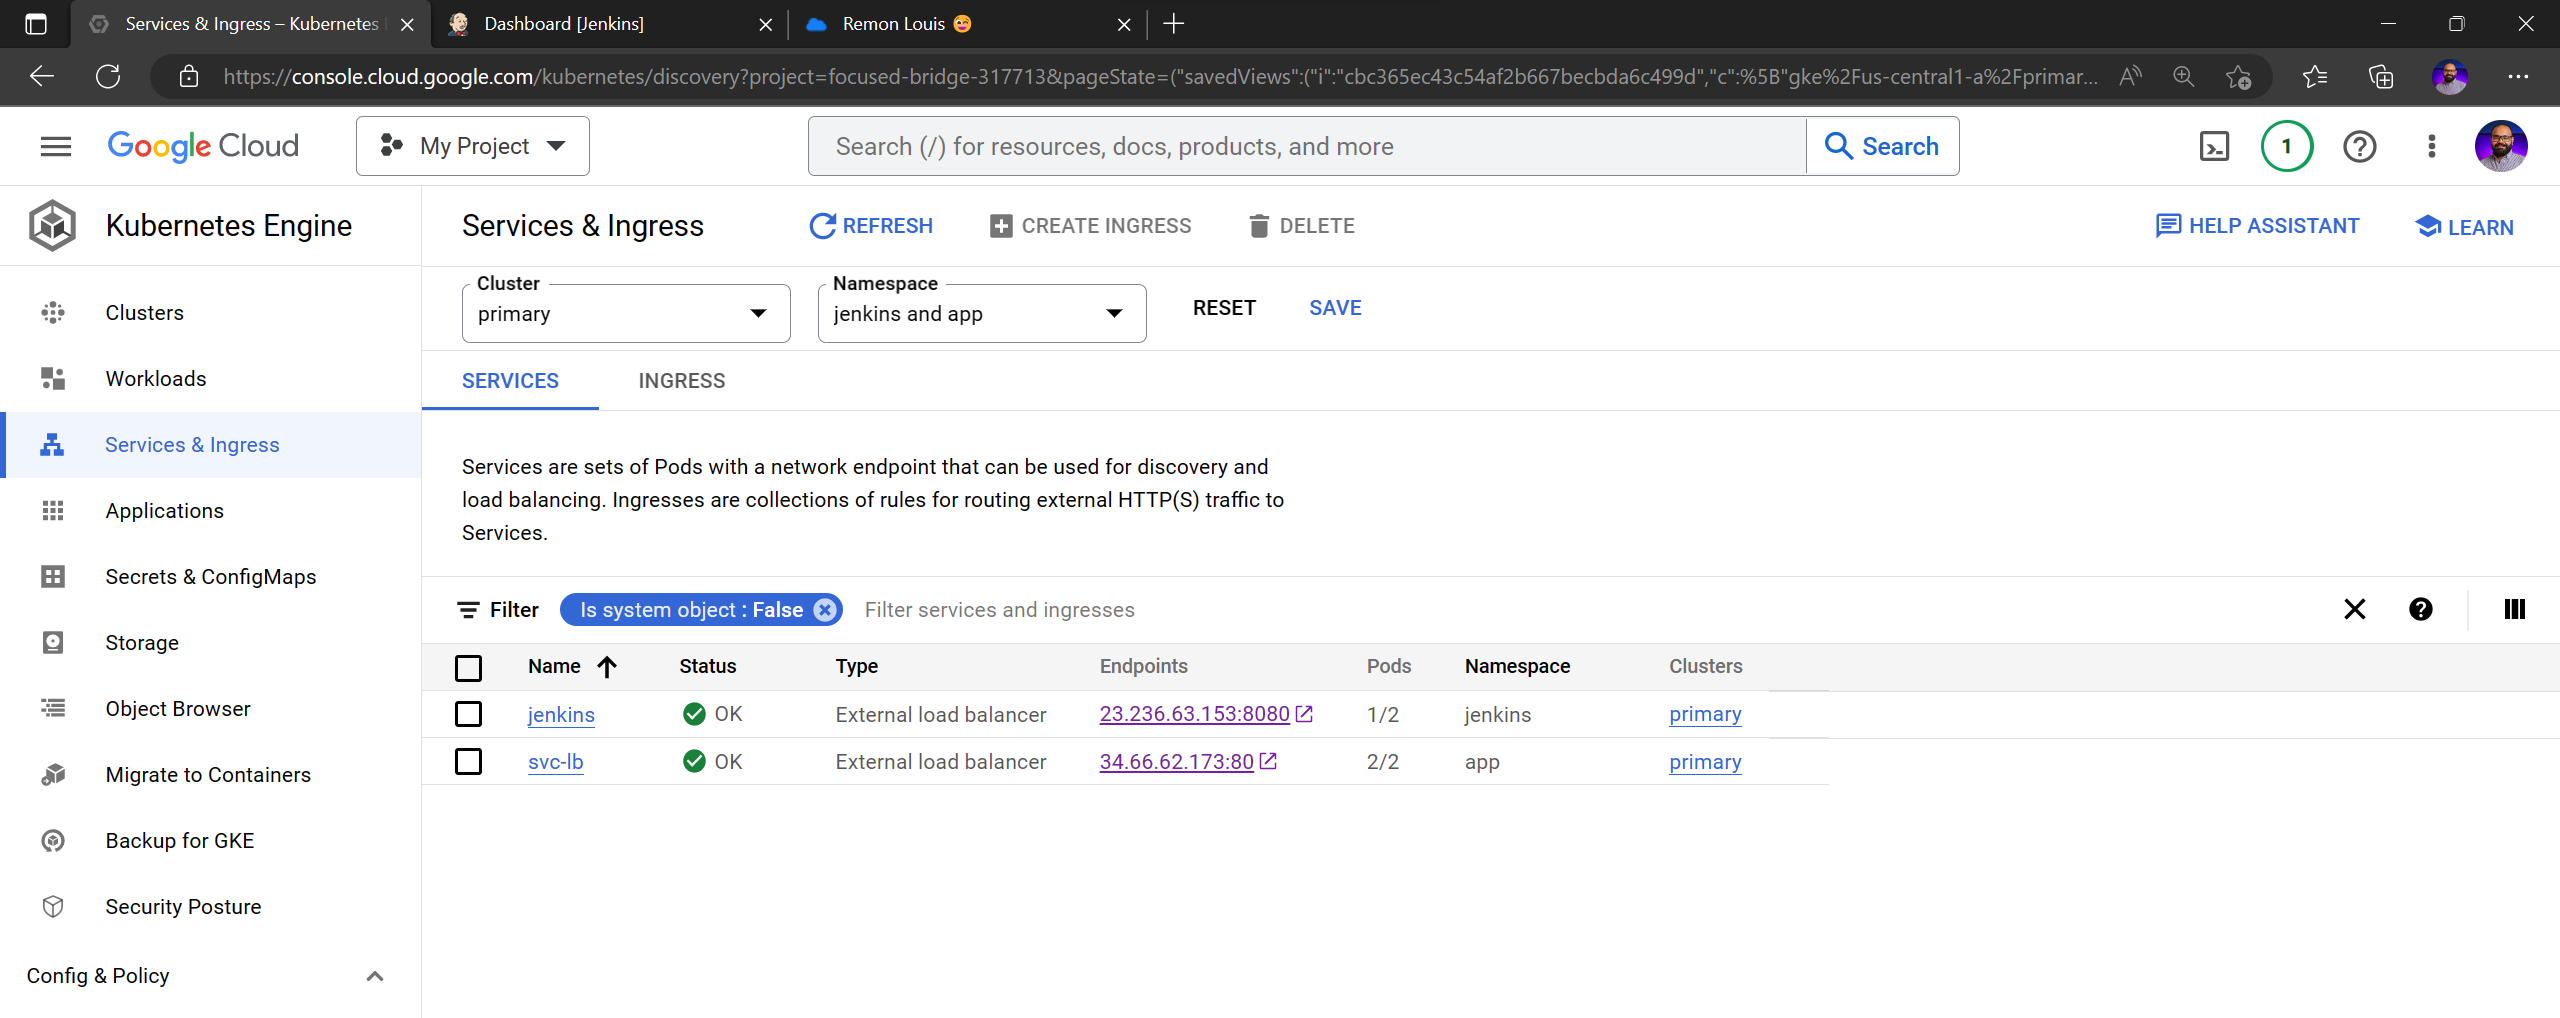 Services & Ingress – Kubernetes
Dashboard [Jenkins]
Remon Louis 😄
https://console.cloud.google.com/kubernetes/discovery?project=focused-bridge-317713&pageState=("savedViews":("i":"cbc365ec43c54af2b667becbda6c499d","c":%5B"gke%2Fus-central1-a%2Fprimar...
Google Cloud
My Project
Search (/) for resources, docs, products, and more
Search
1
Kubernetes Engine
Services & Ingress
REFRESH
CREATE INGRESS
DELETE
HELP ASSISTANT
LEARN
Clusters
Workloads
Services & Ingress
Applications
Secrets & ConfigMaps
Storage
Object Browser
Migrate to Containers
Backup for GKE
Security Posture
Config & Policy
Cluster
primary
Namespace
jenkins and app
RESET
SAVE
SERVICES
INGRESS
Services are sets of Pods with a network endpoint that can be used for discovery and
load balancing. Ingresses are collections of rules for routing external HTTP(S) traffic to
Services.
Filter
Is system object : False
Filter services and ingresses
Name Status Type Endpoints Pods Namespace Clusters
jenkins OK External load balancer 23.236.63.153:8080 1/2 jenkins primary
svc-lb OK External load balancer 34.66.62.173:80 2/2 app primary